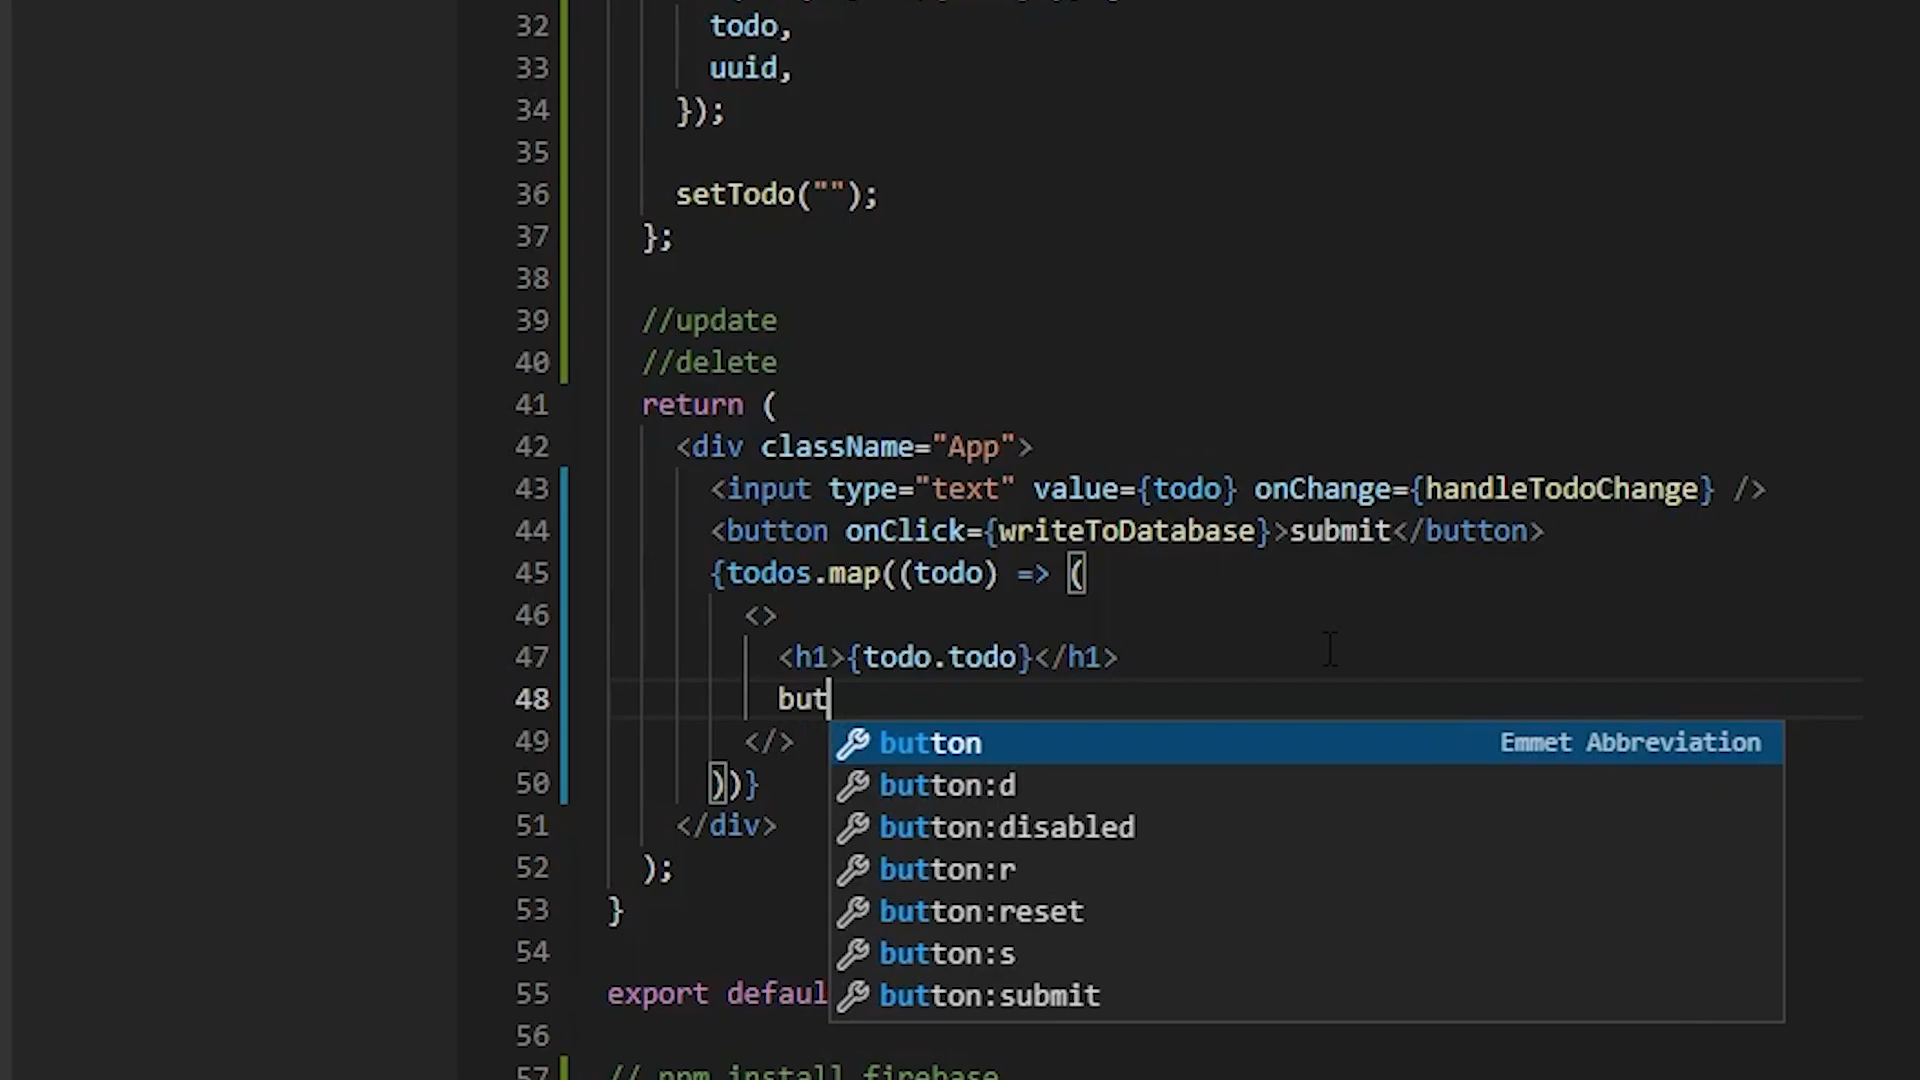 32 todo,
33 uuid,
34 });
35
36 setTodo("");
37 };
38
39 //update
40 //delete
41 return (
42 <div className="App">
43 <input type="text" value={todo} onChange={handleTodoChange} />
44 <button onClick={writeToDatabase}>submit</button>
45 {todos.map((todo) => (
46 <>
47 <h1>{todo.todo}</h1>
48 but
49 </>
50 ))}
51 </div>
52 );
53 }
54
55 export defaul
56
57 // npm install firebase
button Emmet Abbreviation
button:d
button:disabled
button:r
button:reset
button:s
button:submit